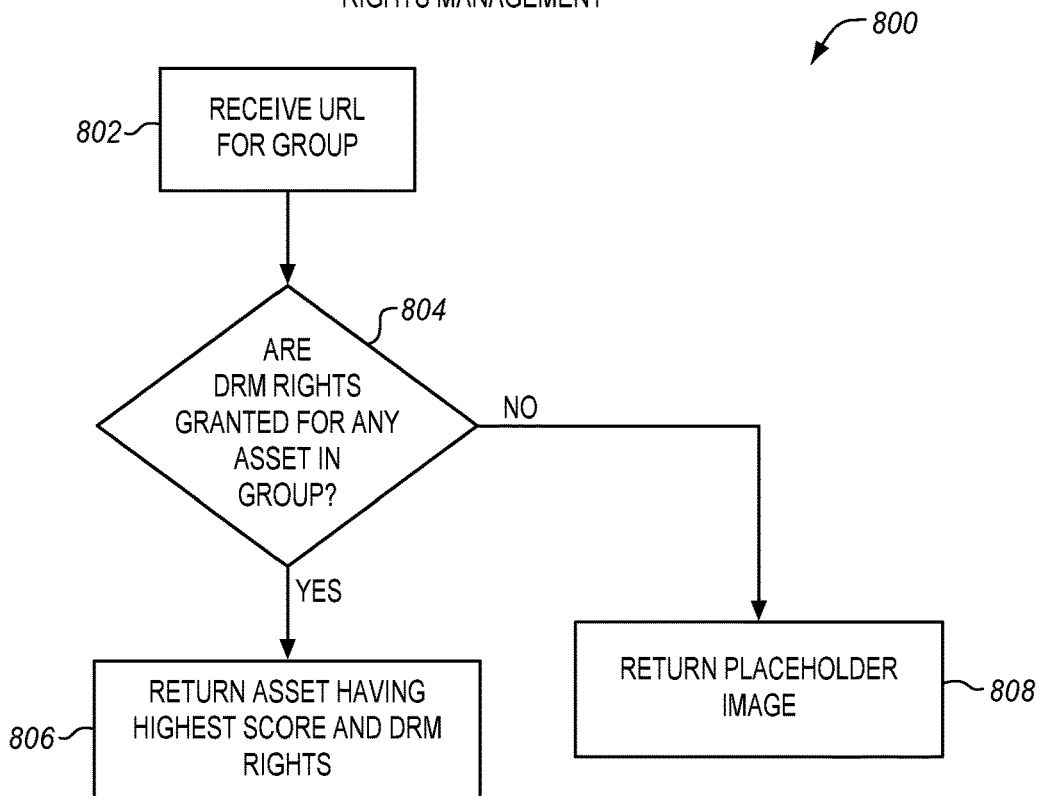 RIGHTS MANAGEMENT
800
RECEIVE URL
FOR GROUP
802
804
ARE
DRM RIGHTS
GRANTED FOR ANY
ASSET IN
GROUP?
NO
YES
RETURN ASSET HAVING
HIGHEST SCORE AND DRM
RIGHTS
806
RETURN PLACEHOLDER
IMAGE
808